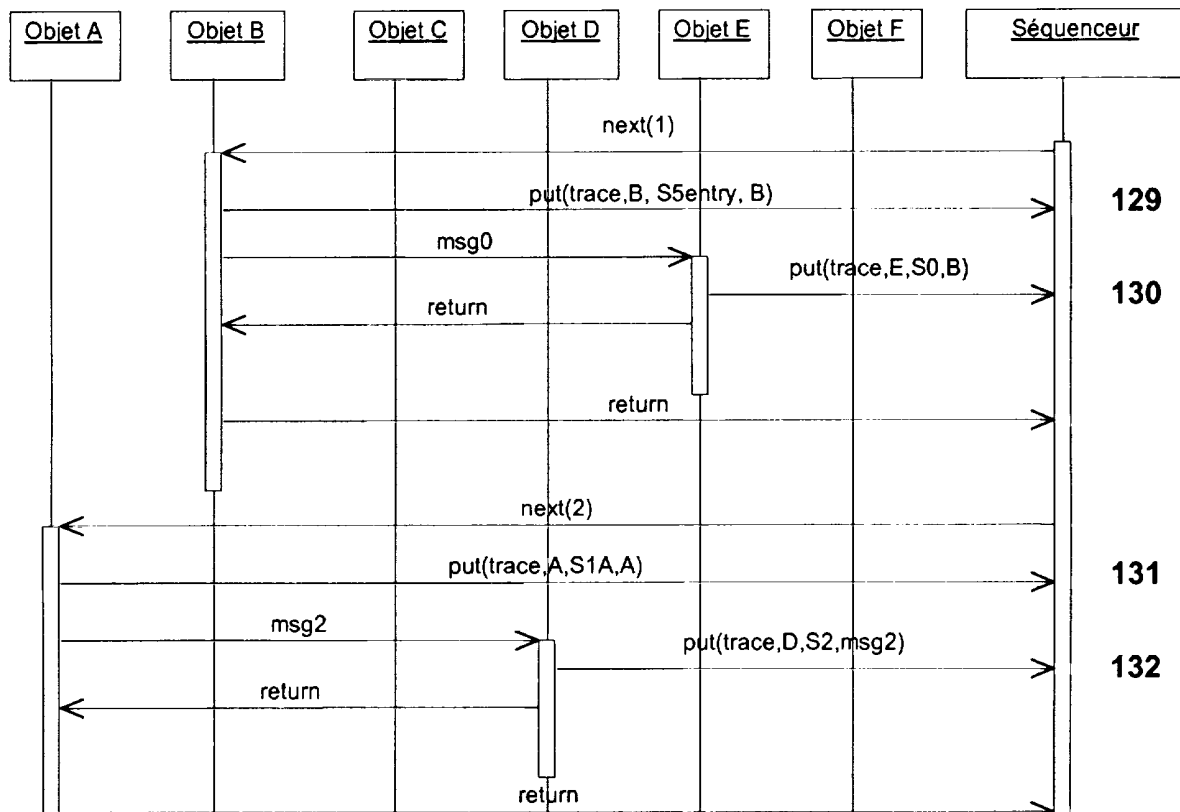 Objet A
Objet B
Objet C
Objet D
Objet E
Objet F
Séquenceur
next(1)
put(trace,B, S5entry, B)
129
msg0
put(trace,E,S0,B)
130
return
return
next(2)
put(trace,A,S1A,A)
131
msg2
put(trace,D,S2,msg2)
132
return
return